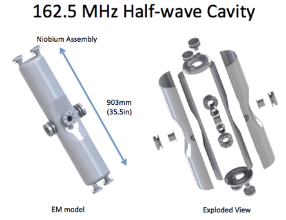 162.5 MHz Half-wave Cavity
Niobium Assembly
903mm
(35.5in)
EM model
Exploded View